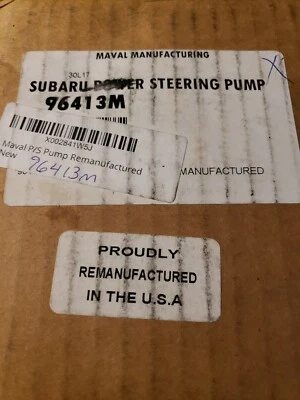 MAVAL MANUFACTURING
30L17
SUBARU POWER STEERING PUMP
96413M
X002841W5J
Maval P/S Pump Remanufactured
New 96413M
MANUFACTURED
PROUDLY
REMANUFACTURED
IN THE U.S.A